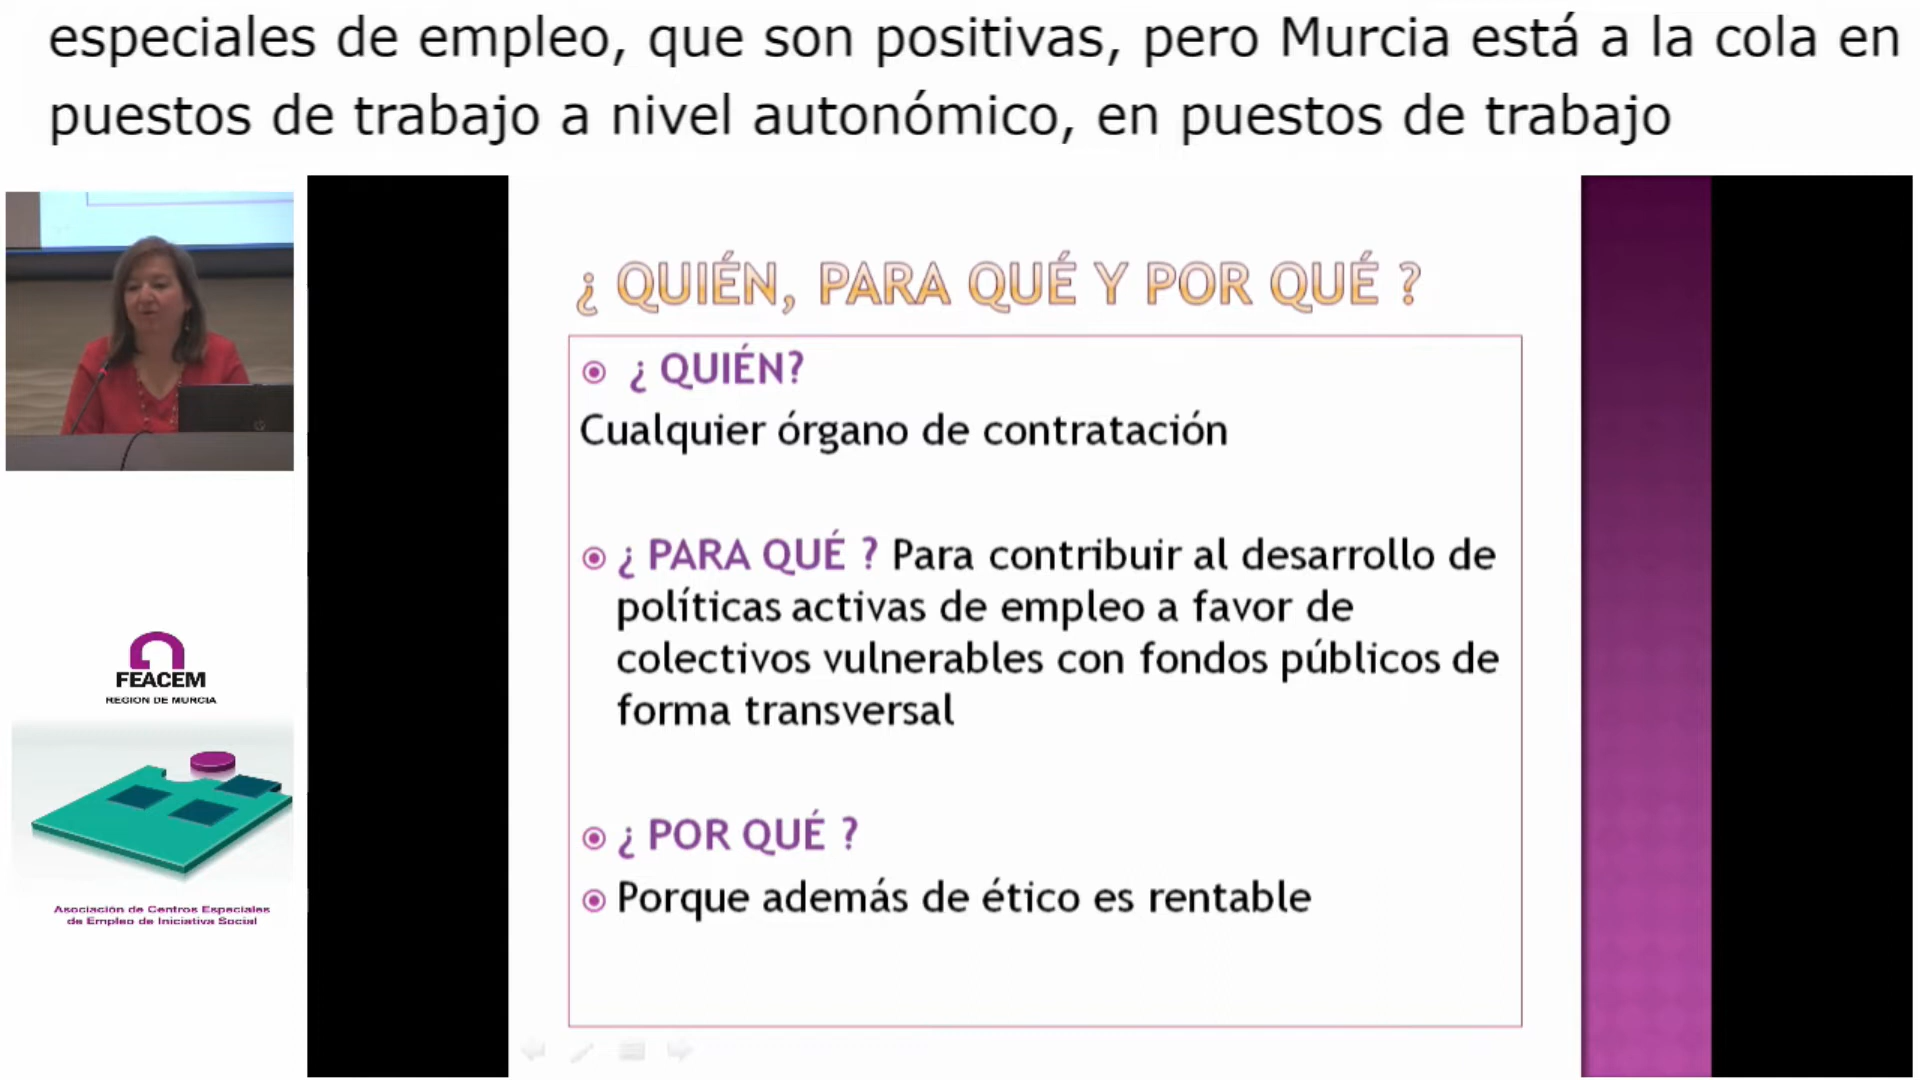 especiales de empleo, que son positivas, pero Murcia está a la cola en
puestos de trabajo a nivel autonómico, en puestos de trabajo
¿ QUIÉN, PARA QUÉ Y POR QUÉ ?
¿ QUIÉN?
Cualquier órgano de contratación
¿ PARA QUÉ ? Para contribuir al desarrollo de
políticas activas de empleo a favor de
colectivos vulnerables con fondos públicos de
forma transversal
¿ POR QUÉ ?
Porque además de ético es rentable
FEACEM
REGION DE MURCIA
Asociación de Centros Especiales
de Empleo de Iniciativa Social